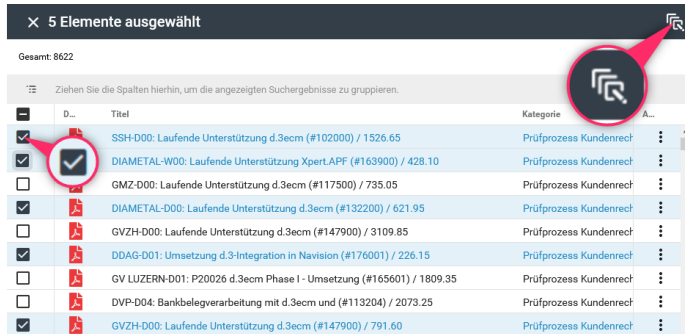 5 Elemente ausgewählt
Gesamt: 8622
Ziehen Sie die Spalten hierhin, um die angezeigten Suchergebnisse zu gruppieren.
D... Titel Kategorie A...
SSH-D00: Laufende Unterstützung d.3ecm (#102000) / 1526.65 Prüfprozess Kundenrech
DIAMETAL-W00: Laufende Unterstützung Xpert.APF (#163900) / 428.10 Prüfprozess Kundenrech
GMZ-D00: Laufende Unterstützung d.3ecm (#117500) / 735.05 Prüfprozess Kundenrech
DIAMETAL-D00: Laufende Unterstützung d.3ecm (#132200) / 621.95 Prüfprozess Kundenrech
GVZH-D00: Laufende Unterstützung d.3ecm (#147900) / 3109.85 Prüfprozess Kundenrech
DDAG-D01: Umsetzung d.3-Integration in Navision (#176001) / 226.15 Prüfprozess Kundenrech
GV LUZERN-D01: P20026 d.3ecm Phase I - Umsetzung (#165601) / 1809.35 Prüfprozess Kundenrech
DVP-D04: Bankbelegverarbeitung mit d.3ecm und (#113204) / 2073.25 Prüfprozess Kundenrech
GVZH-D00: Laufende Unterstützung d.3ecm (#147900) / 791.60 Prüfprozess Kundenrech